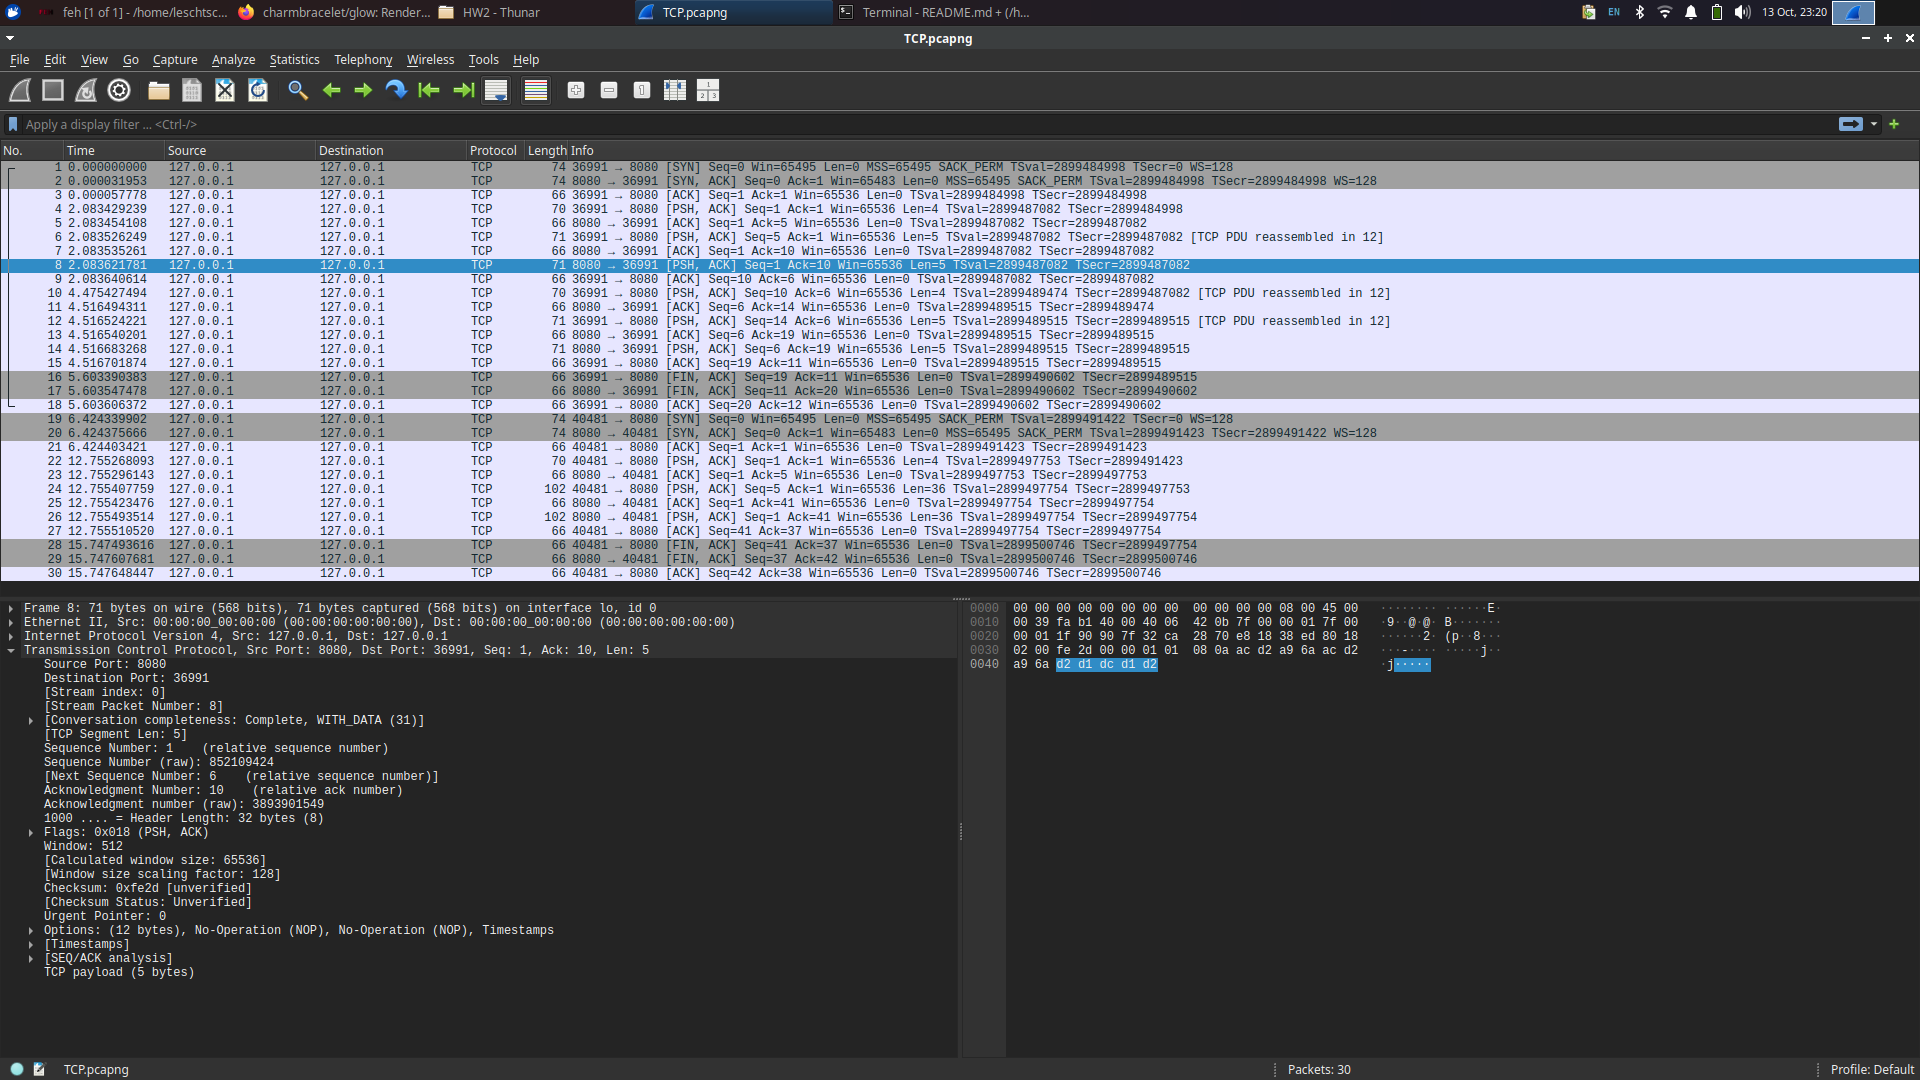 feh [1 of 1] - /home/leschtsc... charmbracelet/glow: Render... HW2 - Thunar TCP.pcapng Terminal - README.md + (/h... EN 13 Oct, 23:20
TCP.pcapng
File Edit View Go Capture Analyze Statistics Telephony Wireless Tools Help
Apply a display filter ... <Ctrl-/>
No. Time Source Destination Protocol Length Info
1 0.000000000 127.0.0.1 127.0.0.1 TCP 74 36991 → 8080 [SYN] Seq=0 Win=65495 Len=0 MSS=65495 SACK_PERM TSval=2899484998 TSecr=0 WS=128
2 0.000031953 127.0.0.1 127.0.0.1 TCP 74 8080 → 36991 [SYN, ACK] Seq=0 Ack=1 Win=65483 Len=0 MSS=65495 SACK_PERM TSval=2899484998 TSecr=2899484998 WS=128
3 0.000057778 127.0.0.1 127.0.0.1 TCP 66 36991 → 8080 [ACK] Seq=1 Ack=1 Win=65536 Len=0 TSval=2899484998 TSecr=2899484998
4 2.083429239 127.0.0.1 127.0.0.1 TCP 70 36991 → 8080 [PSH, ACK] Seq=1 Ack=1 Win=65536 Len=4 TSval=2899487082 TSecr=2899484998
5 2.083454108 127.0.0.1 127.0.0.1 TCP 66 8080 → 36991 [ACK] Seq=1 Ack=5 Win=65536 Len=0 TSval=2899487082 TSecr=2899487082
6 2.083526249 127.0.0.1 127.0.0.1 TCP 71 36991 → 8080 [PSH, ACK] Seq=5 Ack=1 Win=65536 Len=5 TSval=2899487082 TSecr=2899487082 [TCP PDU reassembled in 12]
7 2.083535261 127.0.0.1 127.0.0.1 TCP 66 8080 → 36991 [ACK] Seq=1 Ack=10 Win=65536 Len=0 TSval=2899487082 TSecr=2899487082
8 2.083621781 127.0.0.1 127.0.0.1 TCP 71 8080 → 36991 [PSH, ACK] Seq=1 Ack=10 Win=65536 Len=5 TSval=2899487082 TSecr=2899487082
9 2.083640614 127.0.0.1 127.0.0.1 TCP 66 36991 → 8080 [ACK] Seq=10 Ack=6 Win=65536 Len=0 TSval=2899487082 TSecr=2899487082
10 4.475427494 127.0.0.1 127.0.0.1 TCP 70 36991 → 8080 [PSH, ACK] Seq=10 Ack=6 Win=65536 Len=4 TSval=2899489474 TSecr=2899487082 [TCP PDU reassembled in 12]
11 4.516494311 127.0.0.1 127.0.0.1 TCP 66 8080 → 36991 [ACK] Seq=6 Ack=14 Win=65536 Len=0 TSval=2899489515 TSecr=2899489474
12 4.516524221 127.0.0.1 127.0.0.1 TCP 71 36991 → 8080 [PSH, ACK] Seq=14 Ack=6 Win=65536 Len=5 TSval=2899489515 TSecr=2899489515 [TCP PDU reassembled in 12]
13 4.516540201 127.0.0.1 127.0.0.1 TCP 66 8080 → 36991 [ACK] Seq=6 Ack=19 Win=65536 Len=0 TSval=2899489515 TSecr=2899489515
14 4.516683268 127.0.0.1 127.0.0.1 TCP 71 8080 → 36991 [PSH, ACK] Seq=6 Ack=19 Win=65536 Len=5 TSval=2899489515 TSecr=2899489515
15 4.516701874 127.0.0.1 127.0.0.1 TCP 66 36991 → 8080 [ACK] Seq=19 Ack=11 Win=65536 Len=0 TSval=2899489515 TSecr=2899489515
16 5.603390383 127.0.0.1 127.0.0.1 TCP 66 36991 → 8080 [FIN, ACK] Seq=19 Ack=11 Win=65536 Len=0 TSval=2899490602 TSecr=2899489515
17 5.603547478 127.0.0.1 127.0.0.1 TCP 66 8080 → 36991 [FIN, ACK] Seq=11 Ack=20 Win=65536 Len=0 TSval=2899490602 TSecr=2899490602
18 5.603606372 127.0.0.1 127.0.0.1 TCP 66 36991 → 8080 [ACK] Seq=20 Ack=12 Win=65536 Len=0 TSval=2899490602 TSecr=2899490602
19 6.424339902 127.0.0.1 127.0.0.1 TCP 74 40481 → 8080 [SYN] Seq=0 Win=65495 Len=0 MSS=65495 SACK_PERM TSval=2899491422 TSecr=0 WS=128
20 6.424375666 127.0.0.1 127.0.0.1 TCP 74 8080 → 40481 [SYN, ACK] Seq=0 Ack=1 Win=65483 Len=0 MSS=65495 SACK_PERM TSval=2899491423 TSecr=2899491422 WS=128
21 6.424403421 127.0.0.1 127.0.0.1 TCP 66 40481 → 8080 [ACK] Seq=1 Ack=1 Win=65536 Len=0 TSval=2899491423 TSecr=2899491423
22 12.755268093 127.0.0.1 127.0.0.1 TCP 70 40481 → 8080 [PSH, ACK] Seq=1 Ack=1 Win=65536 Len=4 TSval=2899497753 TSecr=2899491423
23 12.755296143 127.0.0.1 127.0.0.1 TCP 66 8080 → 40481 [ACK] Seq=1 Ack=5 Win=65536 Len=0 TSval=2899497753 TSecr=2899497753
24 12.755407759 127.0.0.1 127.0.0.1 TCP 102 40481 → 8080 [PSH, ACK] Seq=5 Ack=1 Win=65536 Len=36 TSval=2899497754 TSecr=2899497753
25 12.755423476 127.0.0.1 127.0.0.1 TCP 66 8080 → 40481 [ACK] Seq=1 Ack=41 Win=65536 Len=0 TSval=2899497754 TSecr=2899497754
26 12.755493514 127.0.0.1 127.0.0.1 TCP 102 8080 → 40481 [PSH, ACK] Seq=1 Ack=41 Win=65536 Len=36 TSval=2899497754 TSecr=2899497754
27 12.755510520 127.0.0.1 127.0.0.1 TCP 66 40481 → 8080 [ACK] Seq=41 Ack=37 Win=65536 Len=0 TSval=2899497754 TSecr=2899497754
28 15.747493616 127.0.0.1 127.0.0.1 TCP 66 40481 → 8080 [FIN, ACK] Seq=41 Ack=37 Win=65536 Len=0 TSval=2899500746 TSecr=2899497754
29 15.747607681 127.0.0.1 127.0.0.1 TCP 66 8080 → 40481 [FIN, ACK] Seq=37 Ack=42 Win=65536 Len=0 TSval=2899500746 TSecr=2899500746
30 15.747648447 127.0.0.1 127.0.0.1 TCP 66 40481 → 8080 [ACK] Seq=42 Ack=38 Win=65536 Len=0 TSval=2899500746 TSecr=2899500746
Frame 8: 71 bytes on wire (568 bits), 71 bytes captured (568 bits) on interface lo, id 0
Ethernet II, Src: 00:00:00_00:00:00 (00:00:00:00:00:00), Dst: 00:00:00_00:00:00 (00:00:00:00:00:00)
Internet Protocol Version 4, Src: 127.0.0.1, Dst: 127.0.0.1
Transmission Control Protocol, Src Port: 8080, Dst Port: 36991, Seq: 1, Ack: 10, Len: 5
Source Port: 8080
Destination Port: 36991
[Stream index: 0]
[Stream Packet Number: 8]
[Conversation completeness: Complete, WITH_DATA (31)]
[TCP Segment Len: 5]
Sequence Number: 1 (relative sequence number)
Sequence Number (raw): 852109424
[Next Sequence Number: 6 (relative sequence number)]
Acknowledgment Number: 10 (relative ack number)
Acknowledgment number (raw): 3893901549
1000 .... = Header Length: 32 bytes (8)
Flags: 0x018 (PSH, ACK)
Window: 512
[Calculated window size: 65536]
[Window size scaling factor: 128]
Checksum: 0xfe2d [unverified]
[Checksum Status: Unverified]
Urgent Pointer: 0
Options: (12 bytes), No-Operation (NOP), No-Operation (NOP), Timestamps
[Timestamps]
[SEQ/ACK analysis]
TCP payload (5 bytes)
0000 00 00 00 00 00 00 00 00 00 00 00 00 08 00 45 00 ········ ······E·
0010 00 39 fa b1 40 00 40 06 42 0b 7f 00 00 01 7f 00 ·9··@·@· B·······
0020 00 01 1f 90 90 7f 32 ca 28 70 e8 18 38 ed 80 18 ······2· (p··8···
0030 02 00 fe 2d 00 00 01 01 08 0a ac d2 a9 6a ac d2 ···-···· ·····j··
0040 a9 6a d2 d1 dc d1 d2 ·j·····
TCP.pcapng Packets: 30 Profile: Default